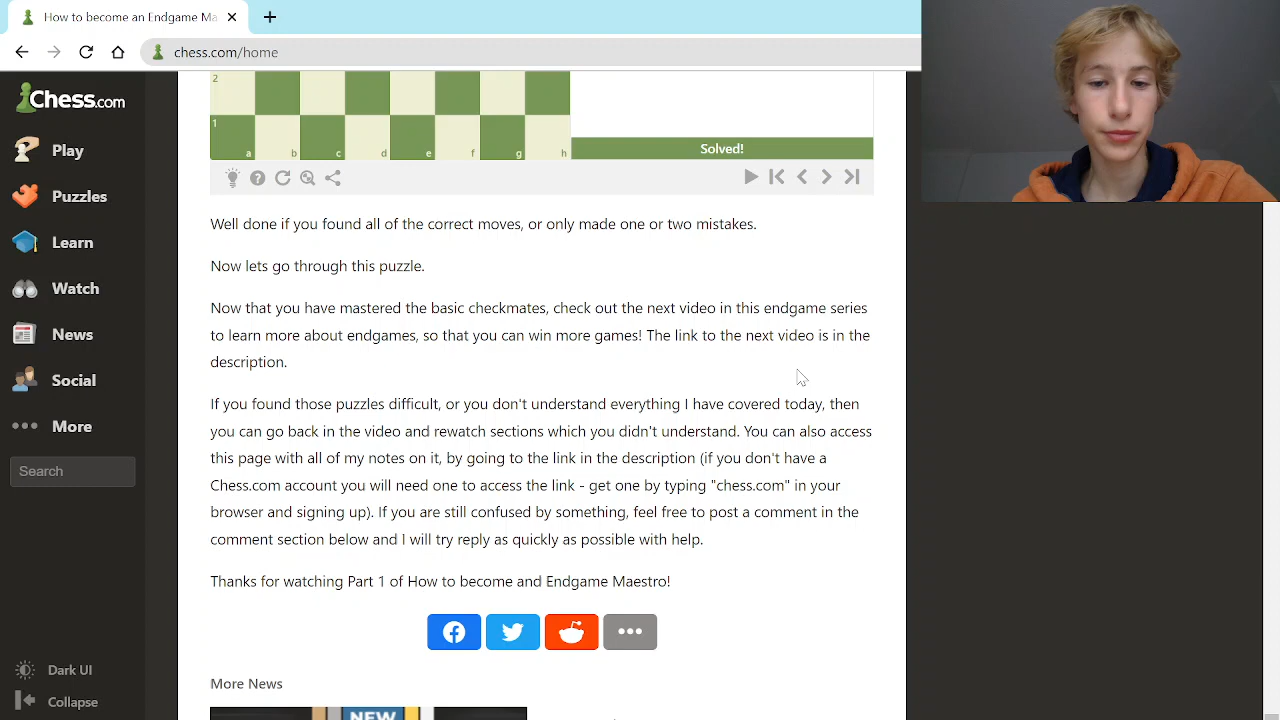 How to become an Endgame Ma
chess.com/home
Chess.com
Play
Puzzles
Learn
Watch
News
Social
More
Search
Dark UI
Collapse
2
1
a b c d e f g h
Solved!
Well done if you found all of the correct moves, or only made one or two mistakes.
Now lets go through this puzzle.
Now that you have mastered the basic checkmates, check out the next video in this endgame series
to learn more about endgames, so that you can win more games! The link to the next video is in the
description.
If you found those puzzles difficult, or you don't understand everything I have covered today, then
you can go back in the video and rewatch sections which you didn't understand. You can also access
this page with all of my notes on it, by going to the link in the description (if you don't have a
Chess.com account you will need one to access the link - get one by typing "chess.com" in your
browser and signing up). If you are still confused by something, feel free to post a comment in the
comment section below and I will try reply as quickly as possible with help.
Thanks for watching Part 1 of How to become and Endgame Maestro!
More News
NEW